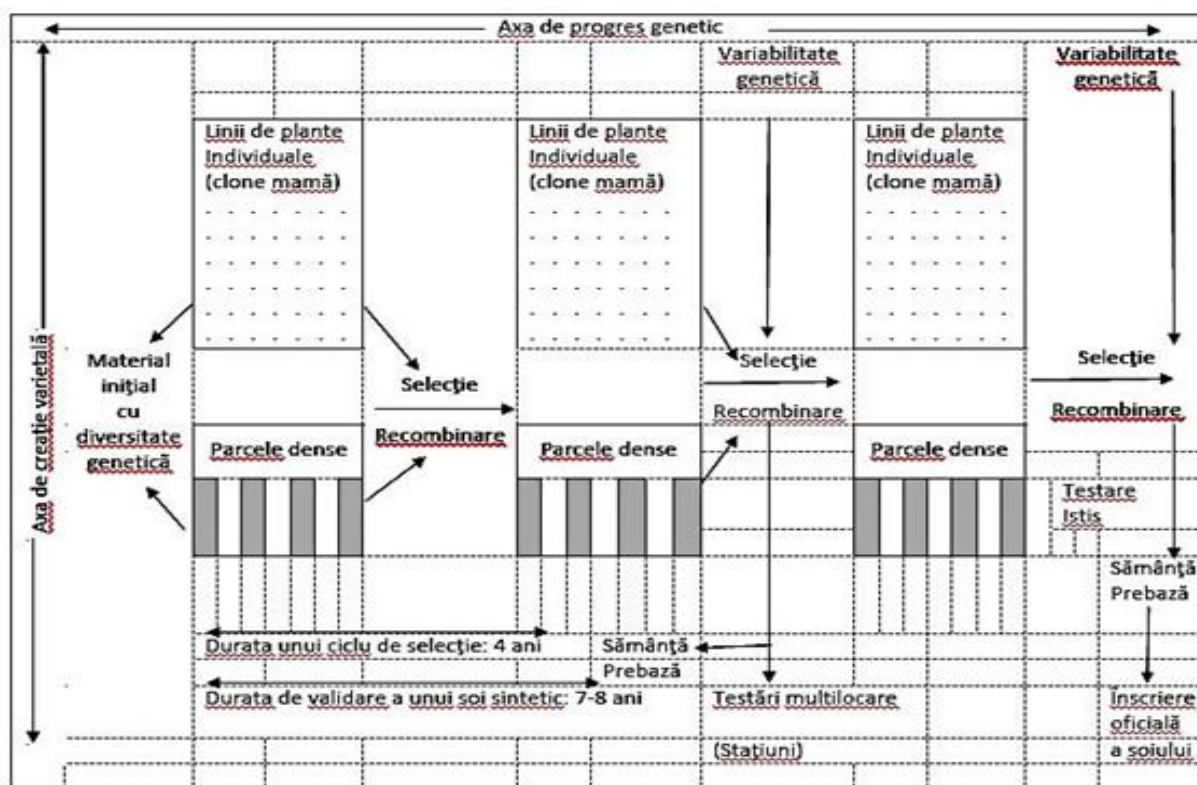 Axa de progres genetic
Axa de creație varietală
Variabilitate
genetică
Variabilitate
genetică
Linii de plante
Individuale
(clone mamă)
Linii de plante
Individuale
(clone mamă)
Linii de plante
Individuale
(clone mamă)
Material
inițial
cu
diversitate
genetică
Selecție
Recombinare
Selecție
Recombinare
Selecție
Recombinare
Parcele dense
Parcele dense
Parcele dense
Testare
Istis
Sămânță
Prebază
Durata unui ciclu de selecție: 4 ani
Sămânță
Prebază
Durata de validare a unui soi sintetic: 7-8 ani
Testări multilocare
(Stațiuni)
Înscriere
oficială
a soiului